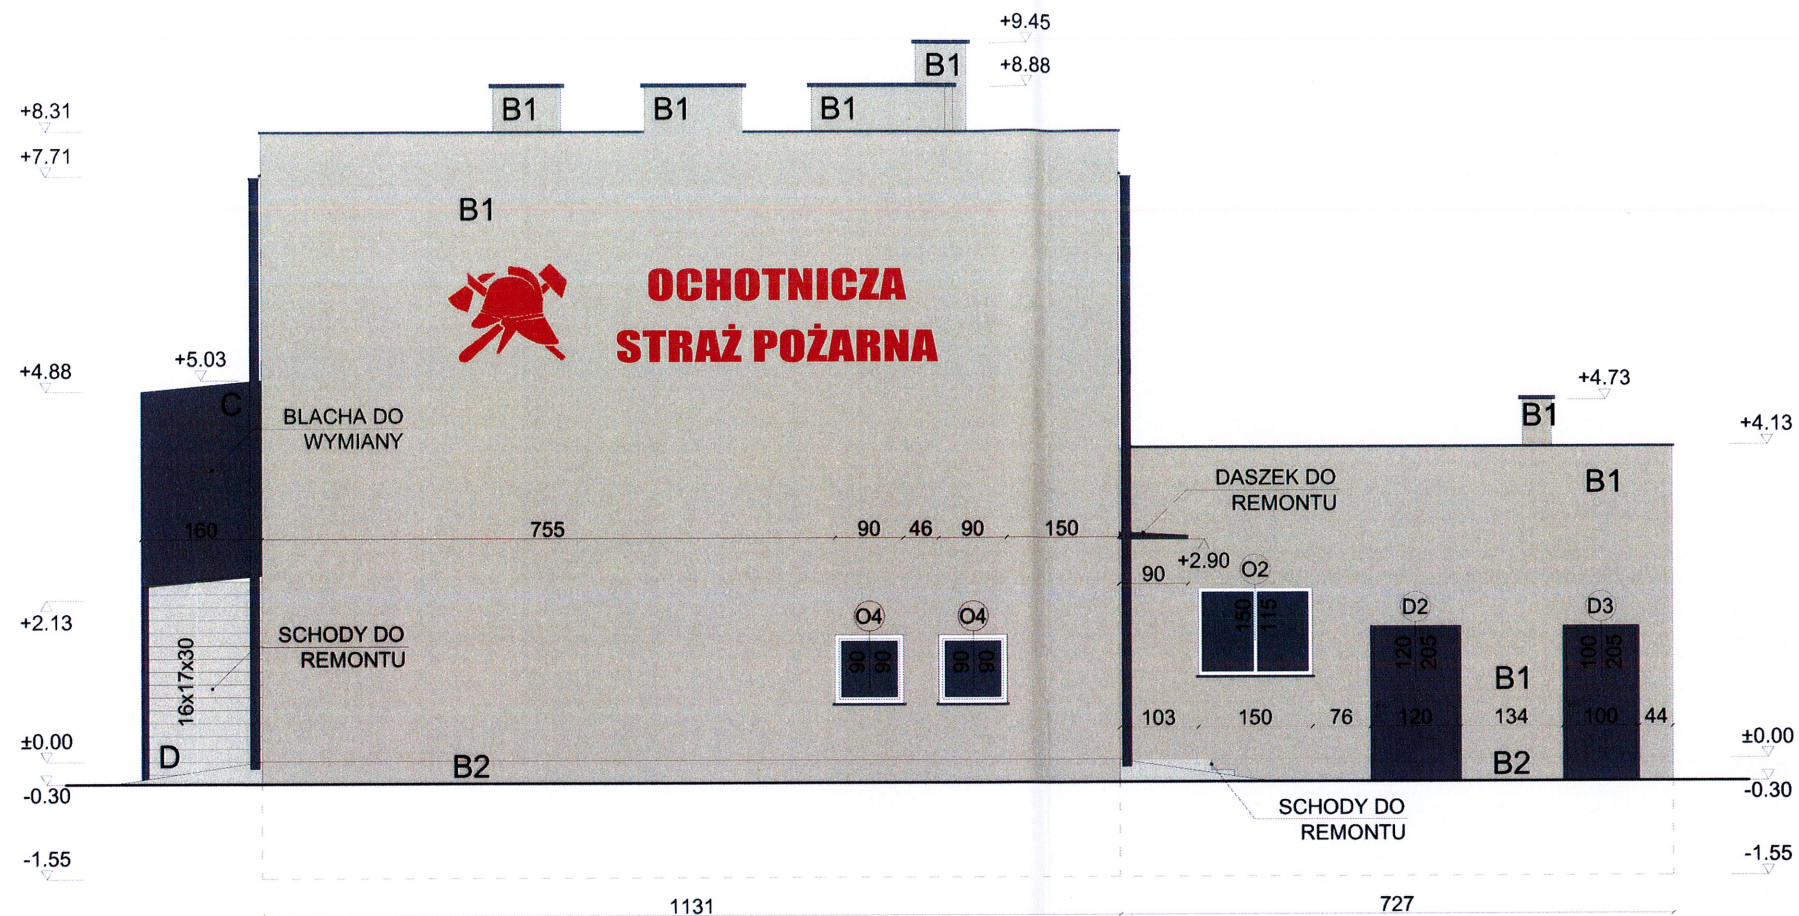 +9.45
+8.88
B1
+8.31
B1
B1
B1
+7.71
B1
OCHOTNICZA
STRAŻ POŻARNA
+5.03
+4.88
C
BLACHA DO
WYMIANY
+4.73
B1
+4.13
B1
DASZEK DO
REMONTU
160
755
90
46
90
150
+2.90
90
O2
150
115
+2.13
O4
O4
90
90
90
90
D2
120
205
D3
100
205
SCHODY DO
REMONTU
16x17x30
B1
103
150
76
120
134
100
44
±0.00
D
B2
B2
±0.00
-0.30
-0.30
SCHODY DO
REMONTU
-1.55
-1.55
1131
727